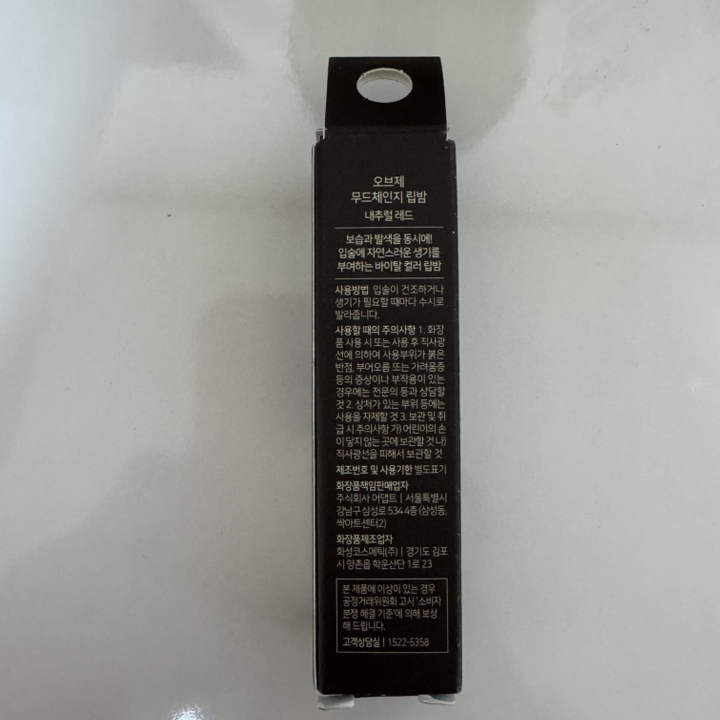 오브제
무드체인지 립밤
내추럴 레드
보습과 발색을 동시에!
입술에 자연스러운 생기를
부여하는 바이탈 컬러 립밤
사용방법 입술이 건조하거나
생기가 필요할 때마다 수시로
발라줍니다.
사용할 때의 주의사항 1. 화장
품 사용 시 또는 사용 후 직사광
선에 의하여 사용부위가 붉은
반점, 부어오름 또는 가려움증
등의 증상이나 부작용이 있는
경우에는 전문의 등과 상담할
것 2. 상처가 있는 부위 등에는
사용을 자제할 것 3. 보관 및 취
급 시 주의사항 가) 어린이의 손
이 닿지 않는 곳에 보관할 것 나)
직사광선을 피해서 보관할 것
제조번호 및 사용기한 별도표기
화장품책임판매업자
주식회사 어댑트 | 서울특별시
강남구 삼성로 534 4층 (삼성동,
싹아트센터2)
화장품제조업자
화성코스메틱(주) | 경기도 김포
시 양촌읍 학운산단 1로 23
본 제품에 이상이 있는 경우
공정거래위원회 고시 '소비자
분쟁 해결 기준'에 의해 보상
해 드립니다.
고객상담실 | 1522-5358